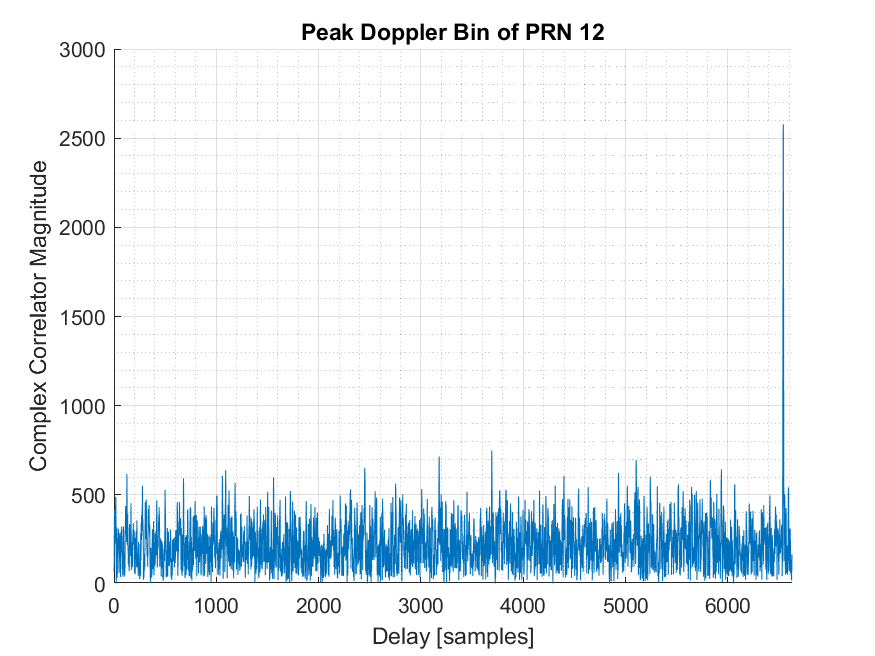 Peak Doppler Bin of PRN 12
3000
2500
2000
1500
1000
500
0
Complex Correlator Magnitude
0 1000 2000 3000 4000 5000 6000
Delay [samples]